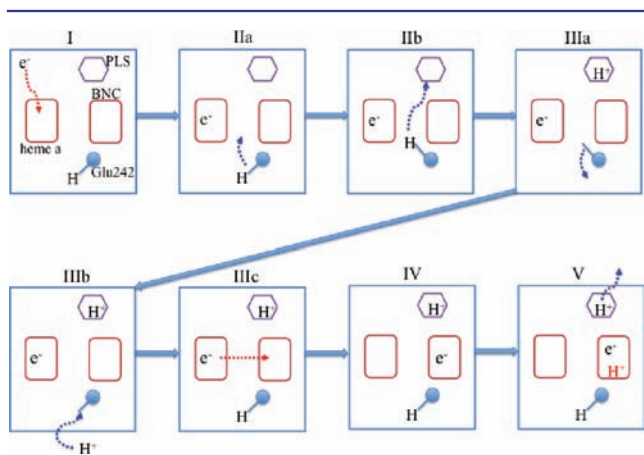 I IIa IIb IIIa
e⁻ PLS H⁺
BNC
e⁻ e⁻ H e⁻
heme a
H Glu242 H
IIIb IIIc IV V
H⁺ H⁺ H⁺ H⁺
e⁻ e⁻ e⁻ e⁻
H⁺
H H H
H⁺